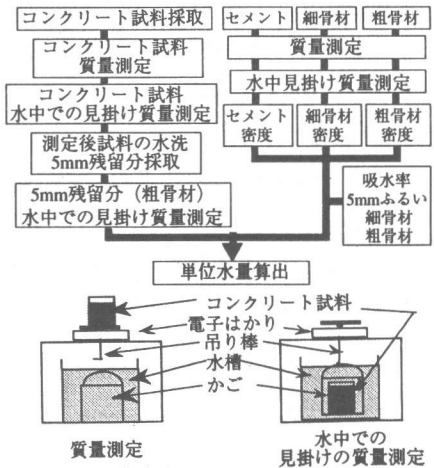 コンクリート試料採取
コンクリート試料
質量測定
コンクリート試料
水中での見掛け質量測定
測定後試料の水洗
5mm残留分採取
5mm残留分（粗骨材）
水中での見掛け質量測定
セメント
細骨材
粗骨材
質量測定
水中見掛け質量測定
セメント
密度
細骨材
密度
粗骨材
密度
吸水率
5mmふるい
細骨材
粗骨材
単位水量算出
コンクリート試料
電子はかり
吊り棒
水槽
かご
質量測定
水中での
見掛けの質量測定